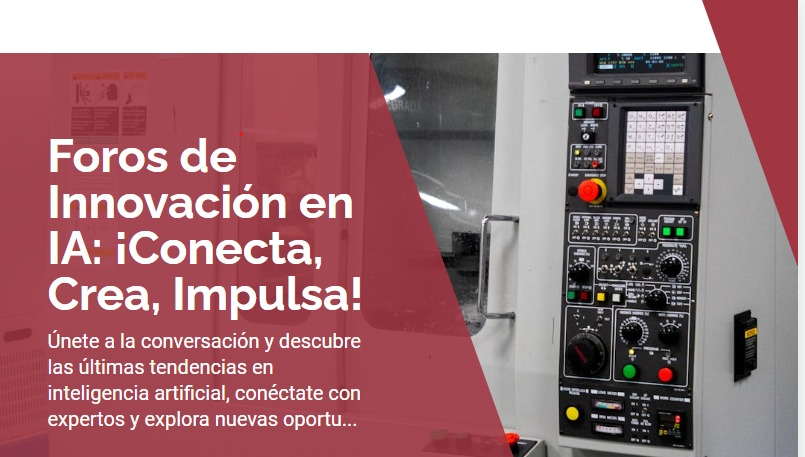 Foros de
Innovación en
IA: ¡Conecta,
Crea, Impulsa!
Únete a la conversación y descubre
las últimas tendencias en
inteligencia artificial, conéctate con
expertos y explora nuevas oportu...